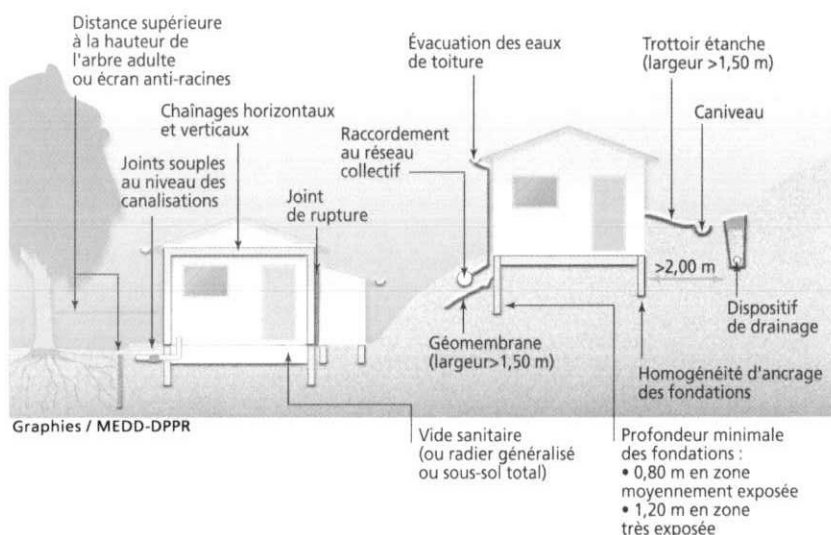 Distance supérieure
à la hauteur de
l'arbre adulte
ou écran anti-racines
Chaînages horizontaux
et verticaux
Joints souples
au niveau des
canalisations
Joint
de rupture
Évacuation des eaux
de toiture
Raccordement
au réseau
collectif
Trottoir étanche
(largeur >1,50 m)
Caniveau
>2,00 m
Dispositif
de drainage
Géomembrane
(largeur>1,50 m)
Homogénéité d'ancrage
des fondations
Graphies / MEDD-DPPR
Vide sanitaire
(ou radier généralisé
ou sous-sol total)
Profondeur minimale
des fondations :
• 0,80 m en zone
moyennement exposée
• 1,20 m en zone
très exposée